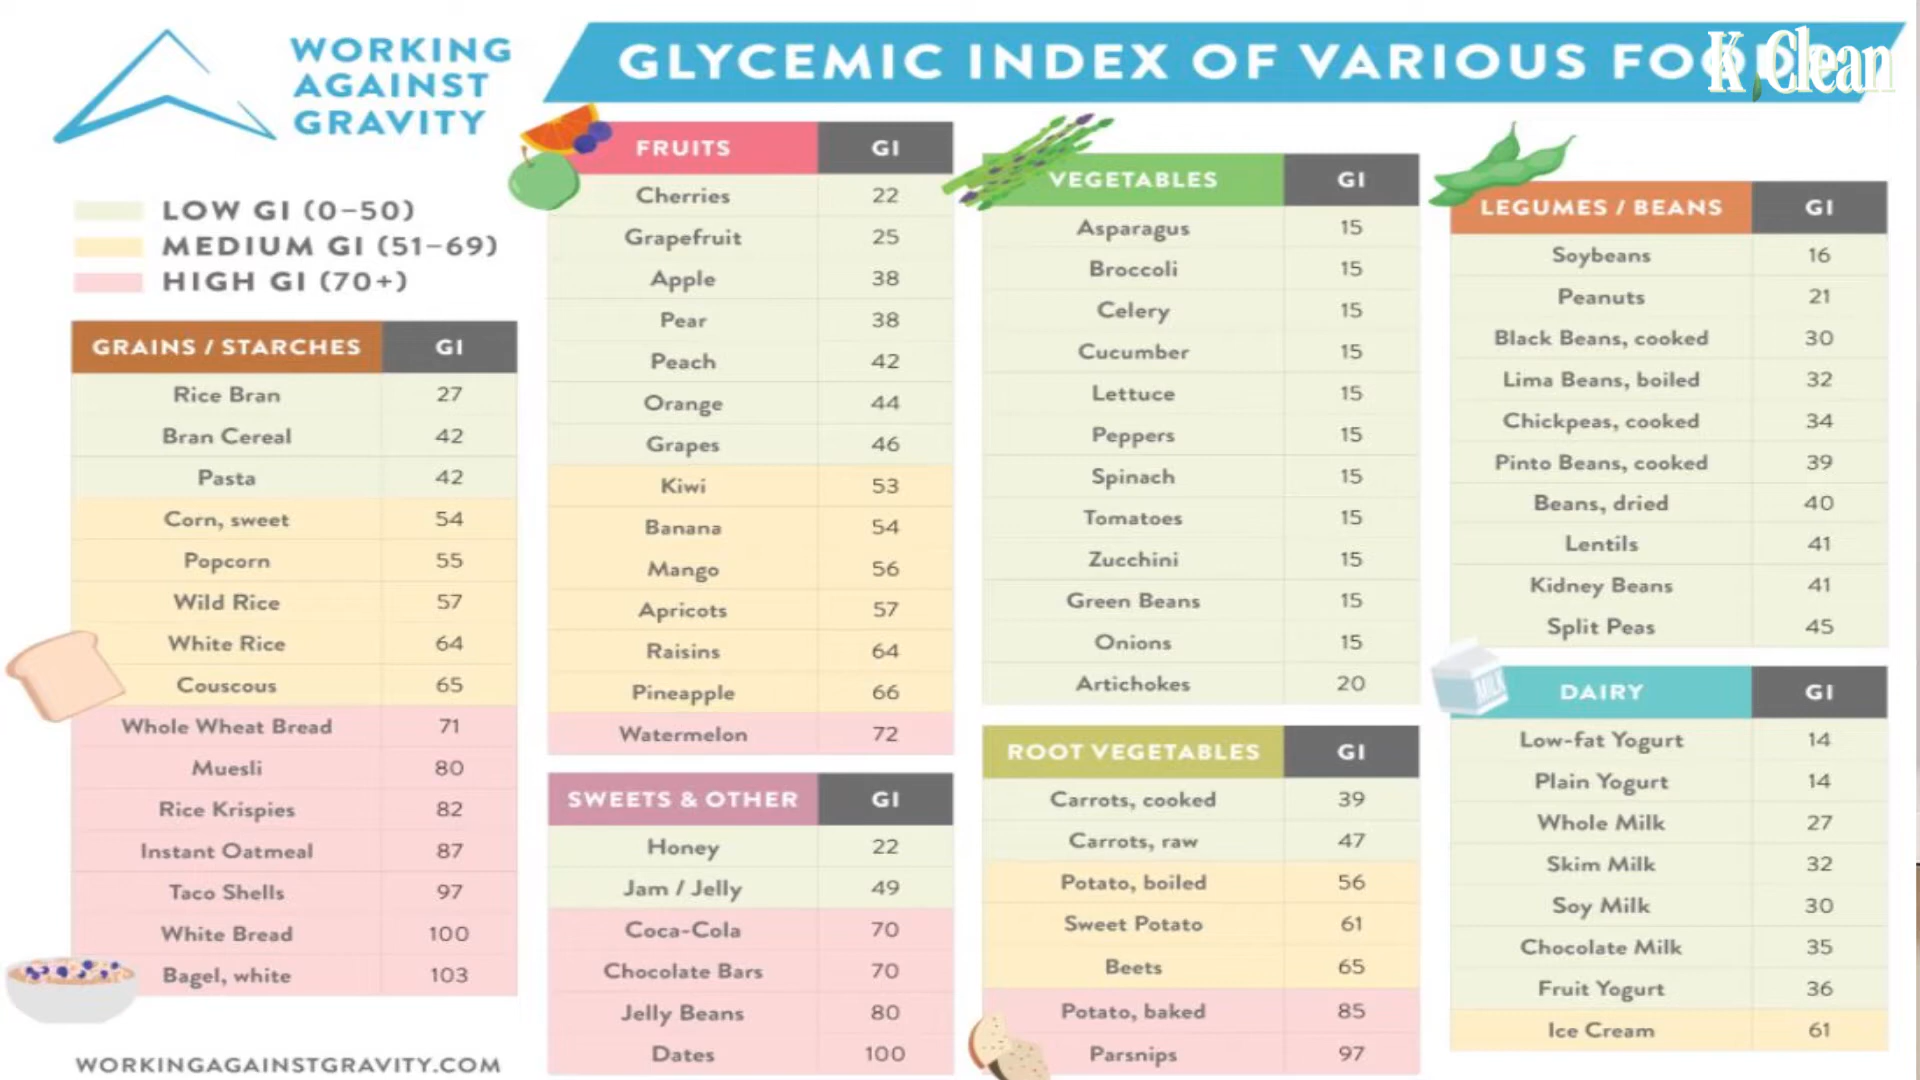 WORKING
AGAINST
GRAVITY
GLYCEMIC INDEX OF VARIOUS
K Clean
LOW GI (0–50)
MEDIUM GI (51–69)
HIGH GI (70+)
GRAINS / STARCHES GI
Rice Bran 27
Bran Cereal 42
Pasta 42
Corn, sweet 54
Popcorn 55
Wild Rice 57
White Rice 64
Couscous 65
Whole Wheat Bread 71
Muesli 80
Rice Krispies 82
Instant Oatmeal 87
Taco Shells 97
White Bread 100
Bagel, white 103
WORKINGAGAINSTGRAVITY.COM
FRUITS GI
Cherries 22
Grapefruit 25
Apple 38
Pear 38
Peach 42
Orange 44
Grapes 46
Kiwi 53
Banana 54
Mango 56
Apricots 57
Raisins 64
Pineapple 66
Watermelon 72
SWEETS & OTHER GI
Honey 22
Jam / Jelly 49
Coca-Cola 70
Chocolate Bars 70
Jelly Beans 80
Dates 100
VEGETABLES GI
Asparagus 15
Broccoli 15
Celery 15
Cucumber 15
Lettuce 15
Peppers 15
Spinach 15
Tomatoes 15
Zucchini 15
Green Beans 15
Onions 15
Artichokes 20
ROOT VEGETABLES GI
Carrots, cooked 39
Carrots, raw 47
Potato, boiled 56
Sweet Potato 61
Beets 65
Potato, baked 85
Parsnips 97
LEGUMES / BEANS GI
Soybeans 16
Peanuts 21
Black Beans, cooked 30
Lima Beans, boiled 32
Chickpeas, cooked 34
Pinto Beans, cooked 39
Beans, dried 40
Lentils 41
Kidney Beans 41
Split Peas 45
MILK
DAIRY GI
Low-fat Yogurt 14
Plain Yogurt 14
Whole Milk 27
Skim Milk 32
Soy Milk 30
Chocolate Milk 35
Fruit Yogurt 36
Ice Cream 61